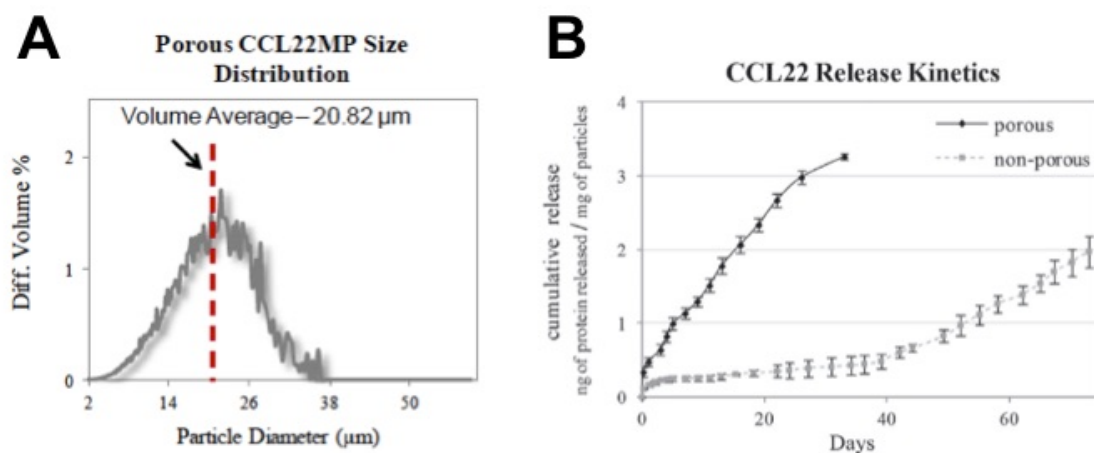 A
Porous CCL22MP Size
Distribution
Volume Average – 20.82 µm
Diff. Volume %
2
1
0
2
14
26
38
50
Particle Diameter (µm)
B
CCL22 Release Kinetics
porous
non-porous
cumulative release
ng of protein released / mg of particles
4
3
2
1
0
0
20
40
60
Days